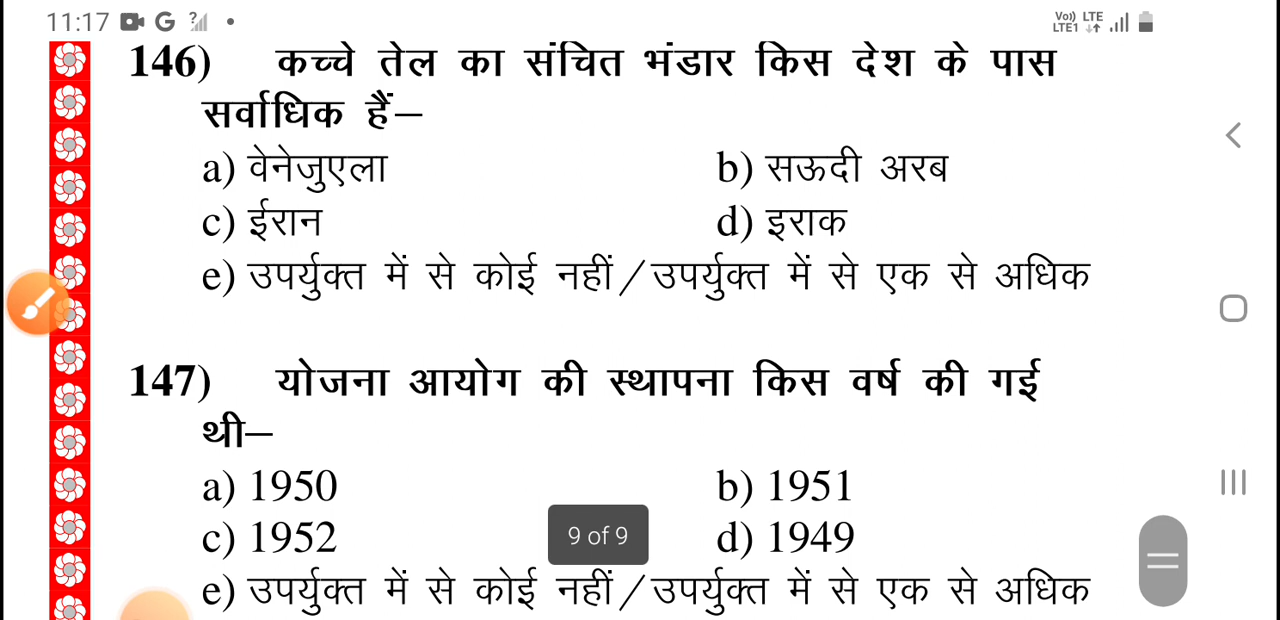 11:17 G ?
Vo)) LTE
LTE1
146) कच्चे तेल का संचित भंडार किस देश के पास
सर्वाधिक हैं–
a) वेनेजुएला b) सऊदी अरब
c) ईरान d) इराक
e) उपर्युक्त में से कोई नहीं/उपर्युक्त में से एक से अधिक
147) योजना आयोग की स्थापना किस वर्ष की गई
थी–
a) 1950 b) 1951
c) 1952 d) 1949
9 of 9
e) उपर्युक्त में से कोई नहीं/उपर्युक्त में से एक से अधिक